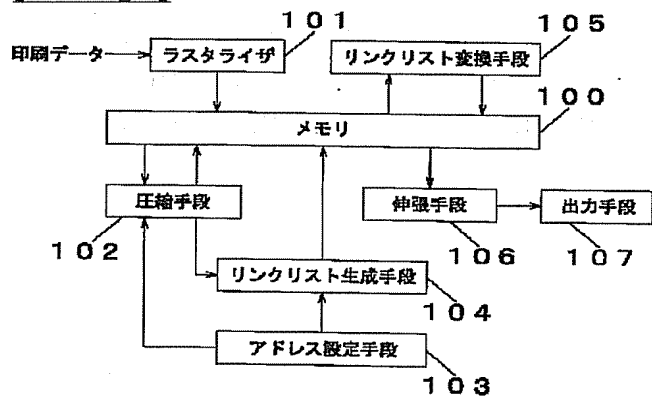 101
105
印刷データ
ラスタライザ
リンクリスト変換手段
100
メモリ
圧縮手段
伸張手段
出力手段
102
106
107
リンクリスト生成手段
104
アドレス設定手段
103